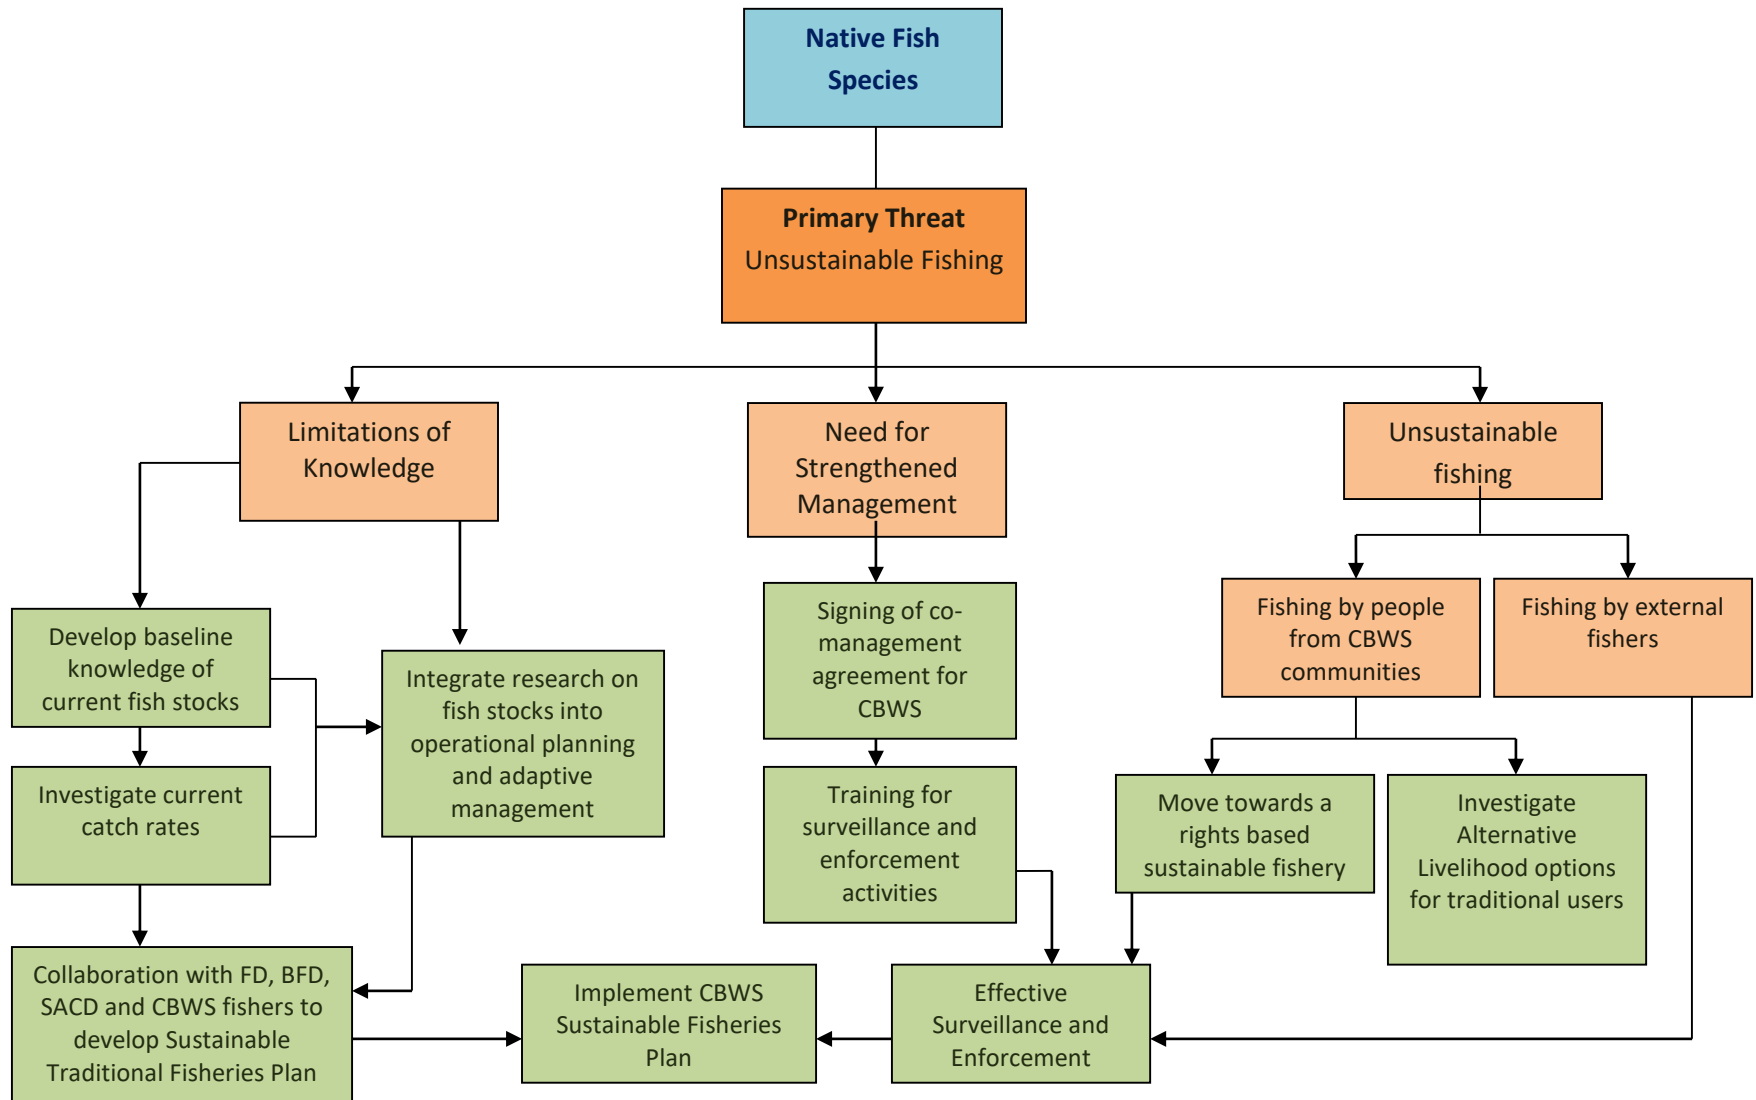 Native Fish
Species
Primary Threat
Unsustainable Fishing
Limitations of
Knowledge
Need for
Strengthened
Management
Unsustainable
fishing
Develop baseline
knowledge of
current fish stocks
Integrate research on
fish stocks into
operational planning
and adaptive
management
Signing of co-
management
agreement for
CBWS
Fishing by people
from CBWS
communities
Fishing by external
fishers
Investigate current
catch rates
Training for
surveillance and
enforcement
activities
Move towards a
rights based
sustainable fishery
Investigate
Alternative
Livelihood options
for traditional users
Collaboration with FD, BFD,
SACD and CBWS fishers to
develop Sustainable
Traditional Fisheries Plan
Implement CBWS
Sustainable Fisheries
Plan
Effective
Surveillance and
Enforcement